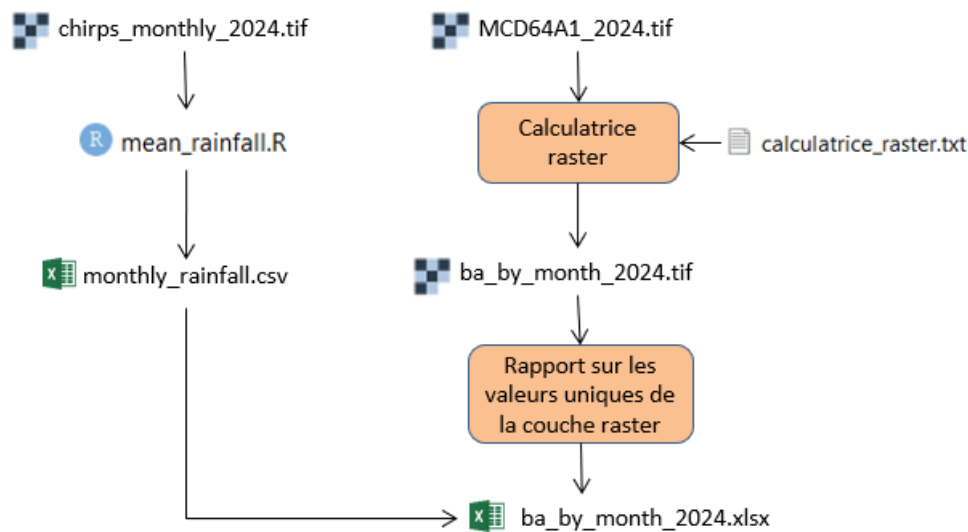 chirps_monthly_2024.tif
MCD64A1_2024.tif
R mean_rainfall.R
Calculatrice
raster
calculatrice_raster.txt
monthly_rainfall.csv
ba_by_month_2024.tif
Rapport sur les
valeurs uniques de
la couche raster
ba_by_month_2024.xlsx